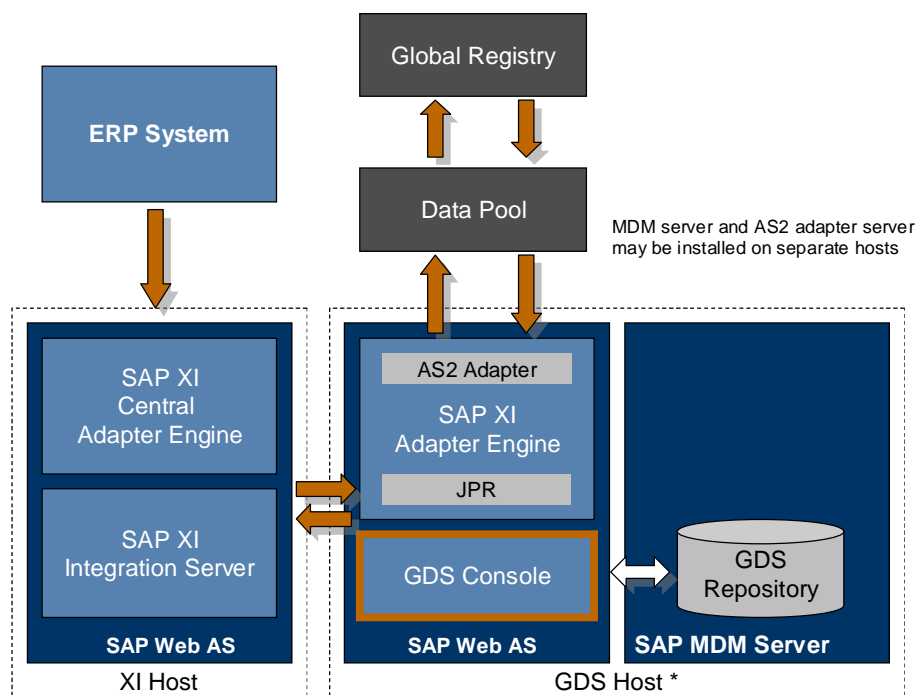 Global Registry
ERP System
Data Pool
MDM server and AS2 adapter server
may be installed on separate hosts
SAP XI
Central
Adapter Engine
SAP XI
Integration Server
SAP Web AS
XI Host
AS2 Adapter
SAP XI
Adapter Engine
JPR
GDS Console
SAP Web AS
GDS
Repository
SAP MDM Server
GDS Host *